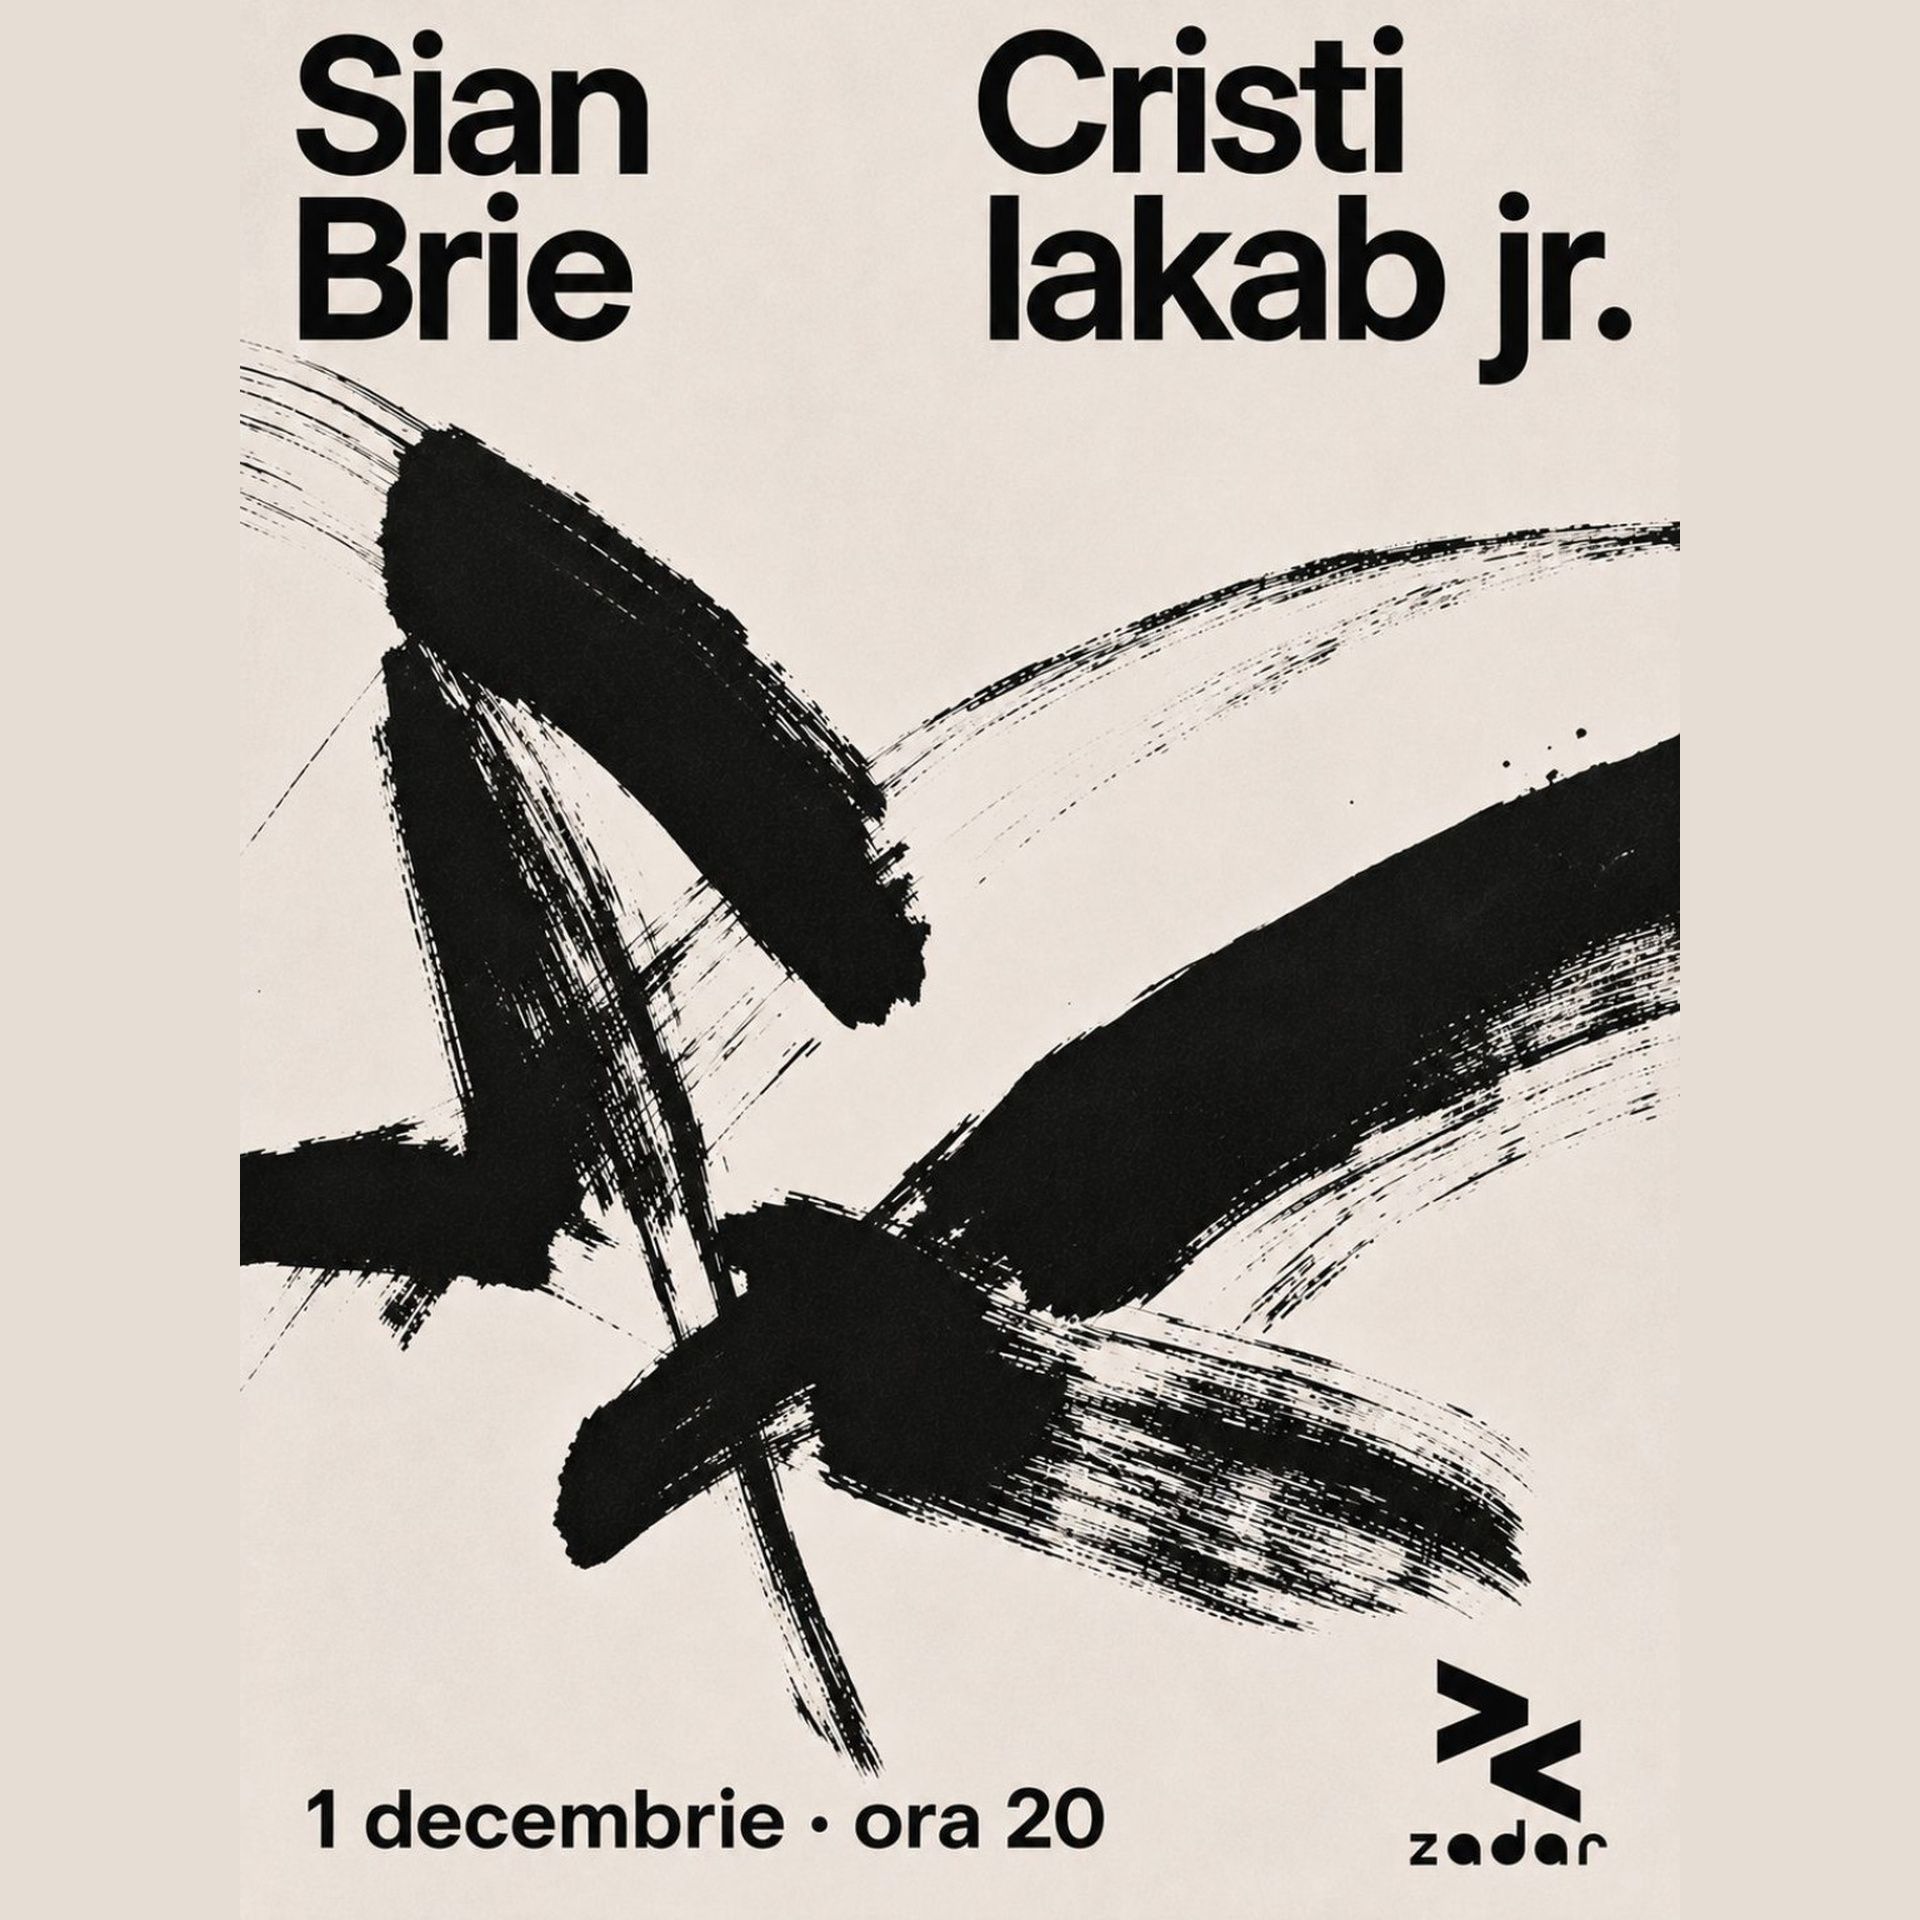 Sian
Brie
Cristi
Iakab jr.
1 decembrie • ora 20
zadar